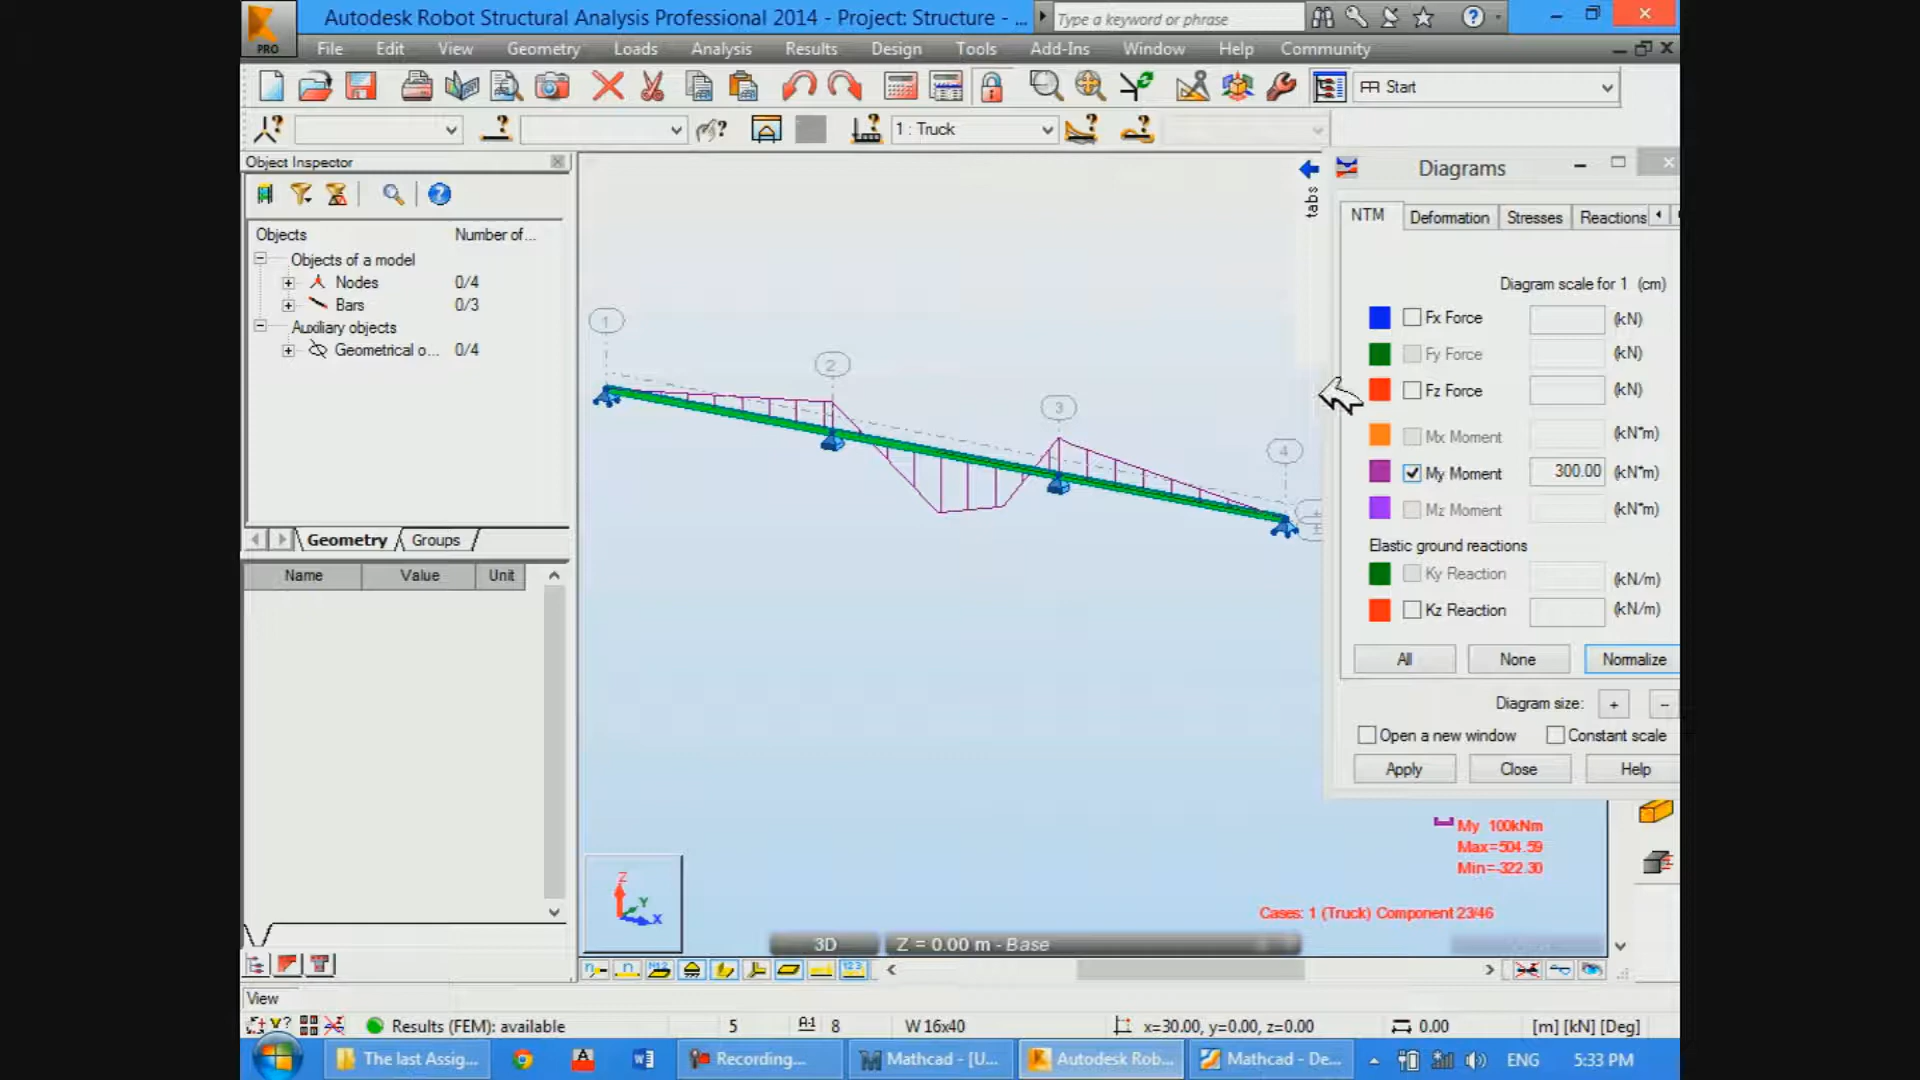 PRO
Autodesk Robot Structural Analysis Professional 2014 - Project: Structure - ...
Type a keyword or phrase
File Edit View Geometry Loads Analysis Results Design Tools Add-Ins Window Help Community
Start
1 : Truck
Object Inspector
Objects Number of...
Objects of a model
Nodes 0/4
Bars 0/3
Auxiliary objects
Geometrical o... 0/4
Geometry Groups
Name Value Unit
1
2
3
4
tabs
Diagrams
NTM Deformation Stresses Reactions
Diagram scale for 1 (cm)
Fx Force (kN)
Fy Force (kN)
Fz Force (kN)
Mx Moment (kN*m)
My Moment 300.00 (kN*m)
Mz Moment (kN*m)
Elastic ground reactions
Ky Reaction (kN/m)
Kz Reaction (kN/m)
All None Normalize
Diagram size: + -
Open a new window Constant scale
Apply Close Help
My 100kNm
Max=504.59
Min=-322.30
Cases: 1 (Truck) Component 23/46
Z
Y
X
3D Z = 0.00 m - Base
View
Results (FEM): available 5 8 W 16x40 x=30.00, y=0.00, z=0.00 0.00 [m] [kN] [Deg]
The last Assig... Recording... Mathcad - [U... Autodesk Rob... Mathcad - De... ENG 5:33 PM